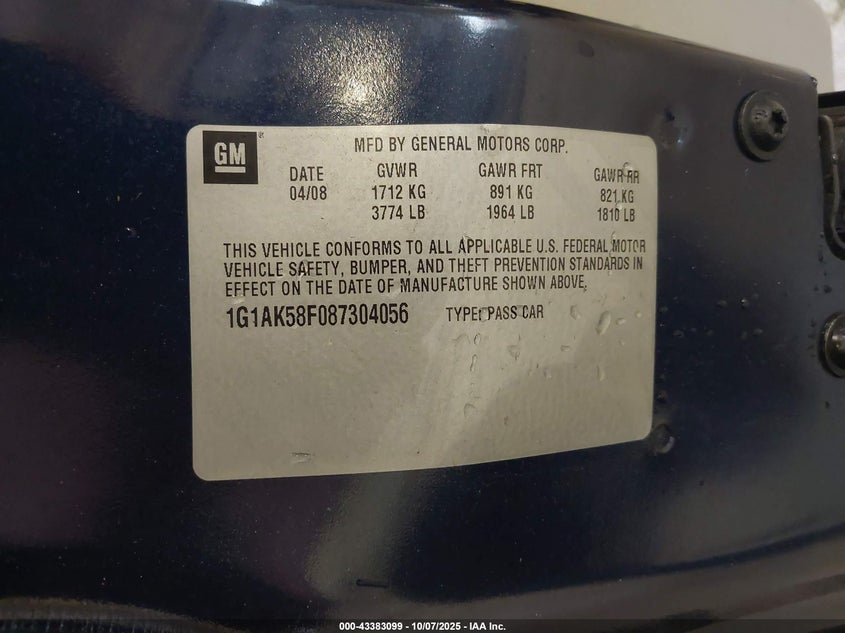 GM®
MFD BY GENERAL MOTORS CORP.
DATE GVWR GAWR FRT GAWR RR
04/08 1712 KG 891 KG 821 KG
3774 LB 1964 LB 1810 LB
THIS VEHICLE CONFORMS TO ALL APPLICABLE U.S. FEDERAL MOTOR
VEHICLE SAFETY, BUMPER, AND THEFT PREVENTION STANDARDS IN
EFFECT ON THE DATE OF MANUFACTURE SHOWN ABOVE.
1G1AK58F087304056 TYPE: PASS CAR
000-43383099 | 10/07/2025 – IAA Inc.